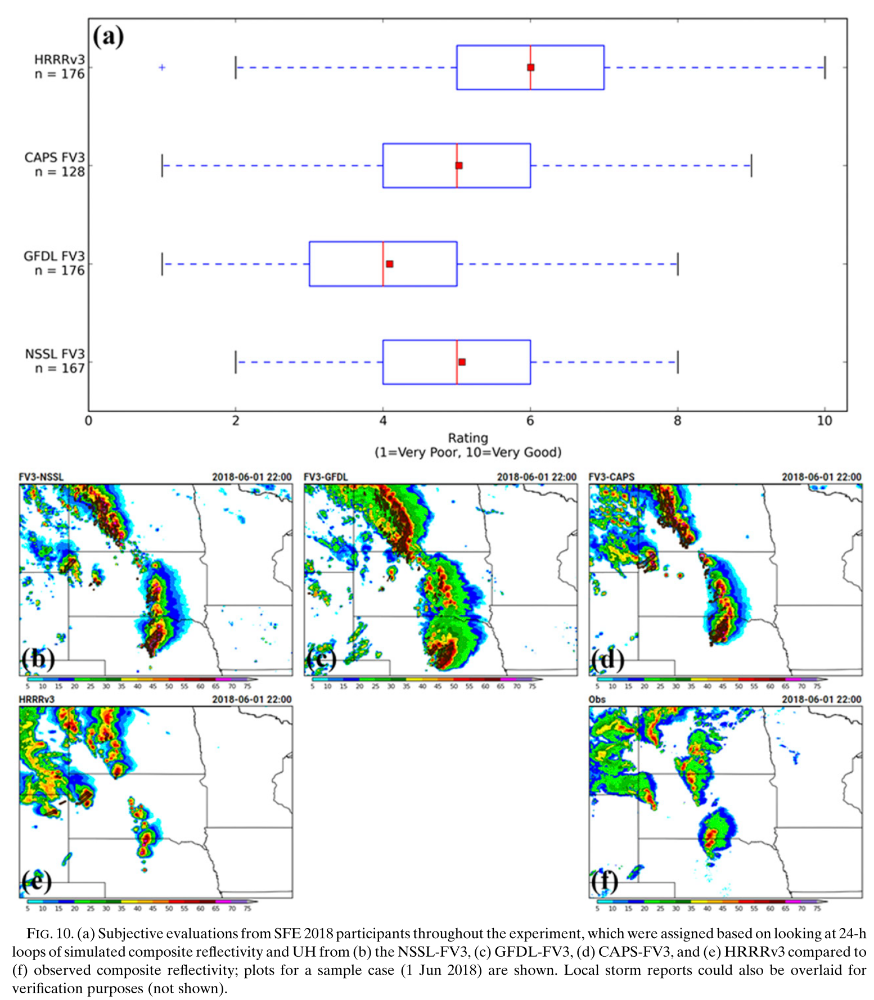 (a)
HRRRv3
n = 176
CAPS FV3
n = 128
GFDL FV3
n = 176
NSSL FV3
n = 167
0 2 4 6 8 10
Rating
(1=Very Poor, 10=Very Good)
FV3-NSSL 2018-06-01 22:00
(b)
5 10 15 20 25 30 35 40 45 50 55 60 65 70 75
FV3-GFDL 2018-06-01 22:00
(c)
5 10 15 20 25 30 35 40 45 50 55 60 65 70 75
FV3-CAPS 2018-06-01 22:00
(d)
5 10 15 20 25 30 35 40 45 50 55 60 65 70 75
HRRRv3 2018-06-01 22:00
(e)
5 10 15 20 25 30 35 40 45 50 55 60 65 70 75
Obs 2018-06-01 22:00
(f)
5 10 15 20 25 30 35 40 45 50 55 60 65 70 75
FIG. 10. (a) Subjective evaluations from SFE 2018 participants throughout the experiment, which were assigned based on looking at 24-h
loops of simulated composite reflectivity and UH from (b) the NSSL-FV3, (c) GFDL-FV3, (d) CAPS-FV3, and (e) HRRRv3 compared to
(f) observed composite reflectivity; plots for a sample case (1 Jun 2018) are shown. Local storm reports could also be overlaid for
verification purposes (not shown).